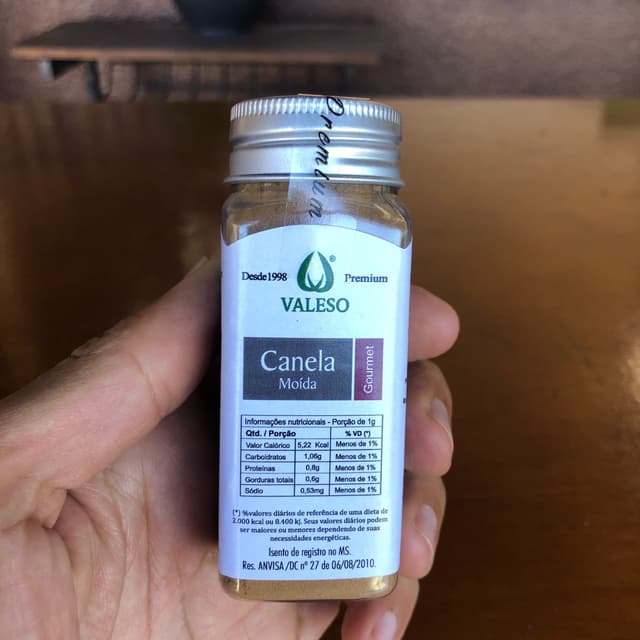 Premium
Desde 1998 ® Premium
VALESO
Canela
Moída
Gourmet
Informações nutricionais - Porção de 1g
Qtd. / Porção % VD (*)
Valor Calórico 5,22 Kcal Menos de 1%
Carboidratos 1,06g Menos de 1%
Proteínas 0,8g Menos de 1%
Gorduras totais 0,6g Menos de 1%
Sódio 0,53mg Menos de 1%
(*) %valores diários de referência de uma dieta de
2.000 kcal ou 8.400 kj. Seus valores diários podem
ser maiores ou menores dependendo de suas
necessidades energéticas.
Isento de registro no MS.
Res. ANVISA /DC nº 27 de 06/08/2010.